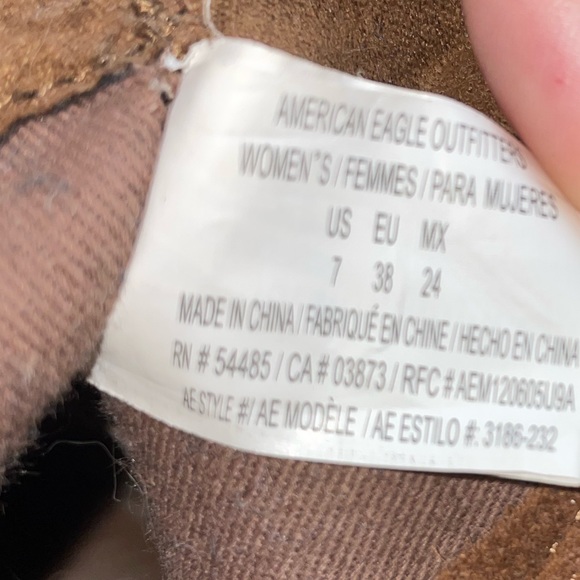 AMERICAN EAGLE OUTFITTERS
WOMEN'S / FEMMES / PARA MUJERES
US EU MX
7 38 24
MADE IN CHINA / FABRIQUÉ EN CHINE / HECHO EN CHINA
RN # 54485 / CA # 03873 / RFC # AEM120605U9A
AE STYLE #/ AE MODÈLE / AE ESTILO #: 3186-232